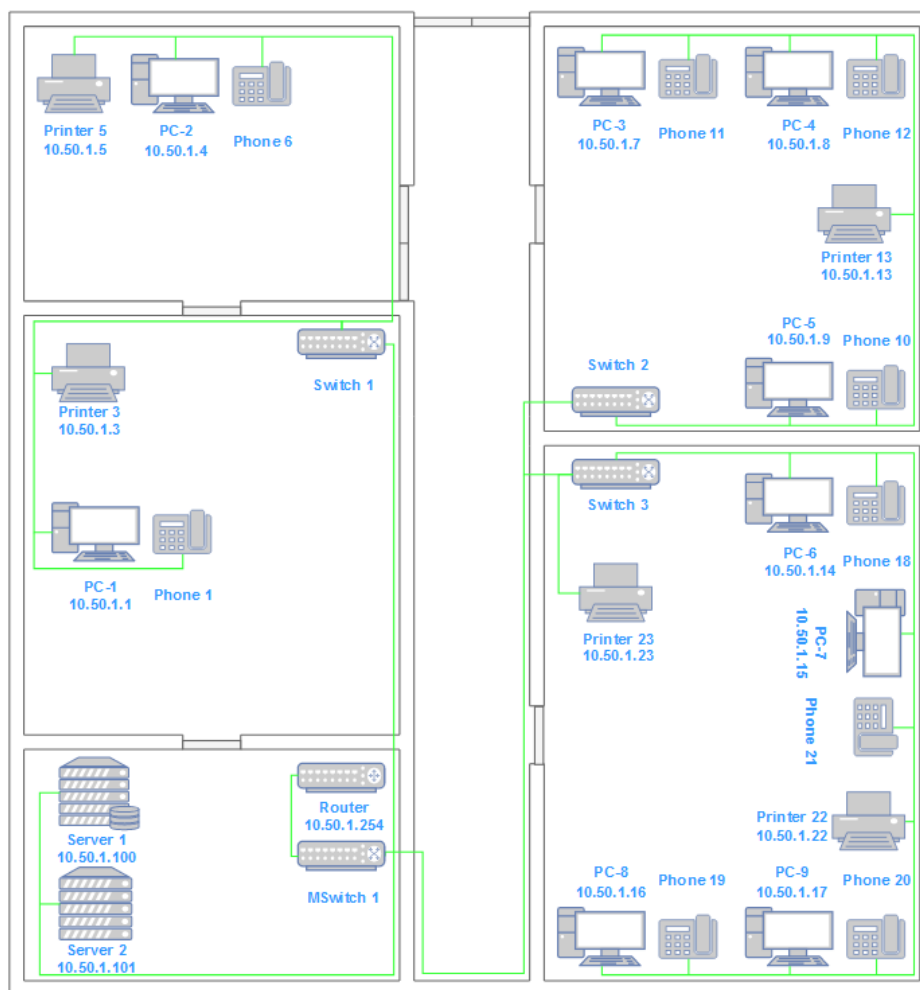 Printer 5
10.50.1.5
PC-2
10.50.1.4
Phone 6
PC-3
10.50.1.7
Phone 11
PC-4
10.50.1.8
Phone 12
Printer 13
10.50.1.13
PC-5
10.50.1.9
Phone 10
Switch 2
Switch 1
Printer 3
10.50.1.3
PC-1
10.50.1.1
Phone 1
Switch 3
PC-6
10.50.1.14
Phone 18
Printer 23
10.50.1.23
PC-7
10.50.1.15
Phone 21
Printer 22
10.50.1.22
Server 1
10.50.1.100
Server 2
10.50.1.101
Router
10.50.1.254
MSwitch 1
PC-8
10.50.1.16
Phone 19
PC-9
10.50.1.17
Phone 20